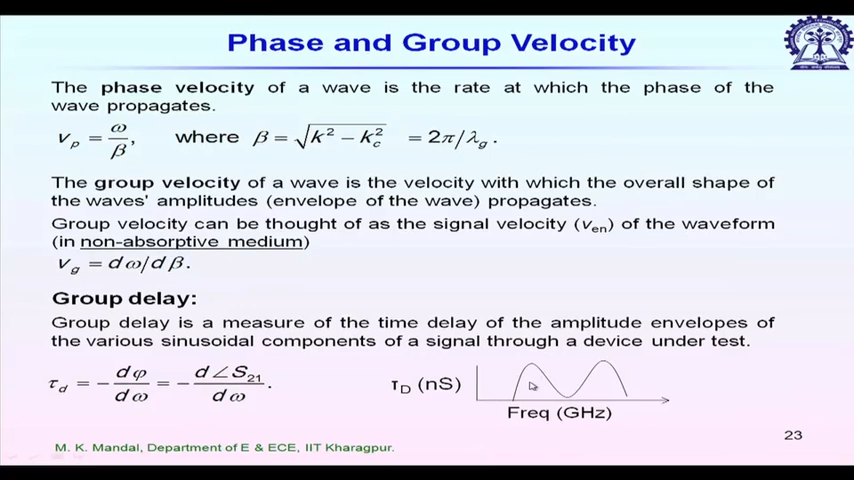 Phase and Group Velocity
The phase velocity of a wave is the rate at which the phase of the
wave propagates.
v_p = ω/β, where β = √(k² − k_c²) = 2π/λ_g .
The group velocity of a wave is the velocity with which the overall shape of
the waves' amplitudes (envelope of the wave) propagates.
Group velocity can be thought of as the signal velocity (v_en) of the waveform
(in non-absorptive medium)
v_g = dω/dβ.
Group delay:
Group delay is a measure of the time delay of the amplitude envelopes of
the various sinusoidal components of a signal through a device under test.
τ_d = − dφ/dω = − d∠S_21/dω .
τ_D (nS)
Freq (GHz)
23
M. K. Mandal, Department of E & ECE, IIT Kharagpur.